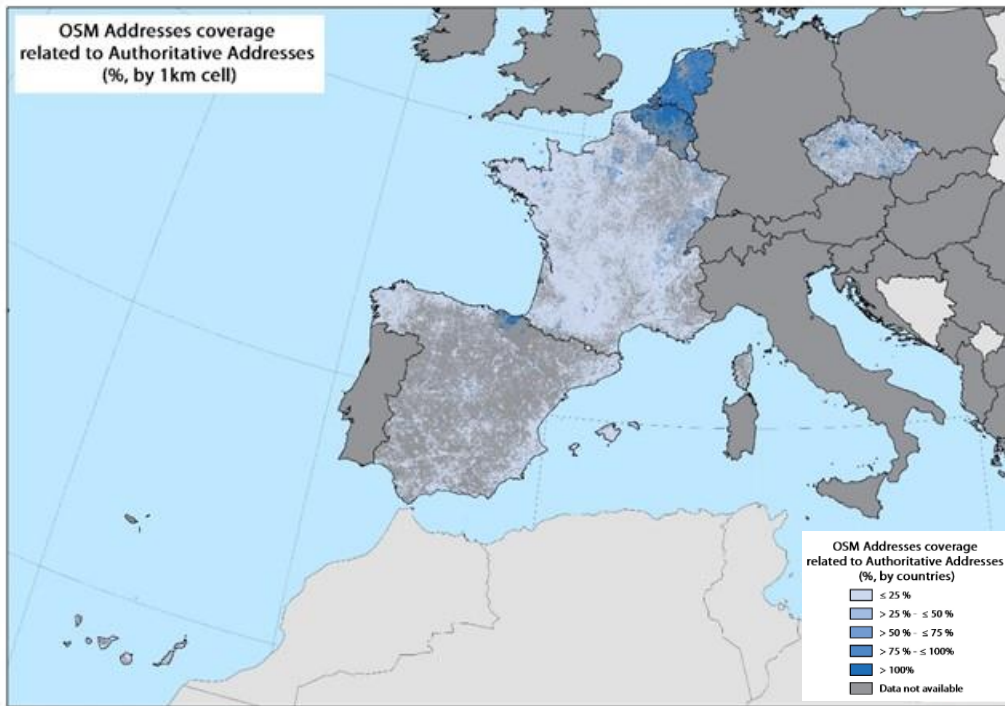 OSM Addresses coverage
related to Authoritative Addresses
(%, by 1km cell)
OSM Addresses coverage
related to Authoritative Addresses
(%, by countries)
≤ 25 %
> 25 % - ≤ 50 %
> 50 % - ≤ 75 %
> 75 % - ≤ 100%
> 100%
Data not available